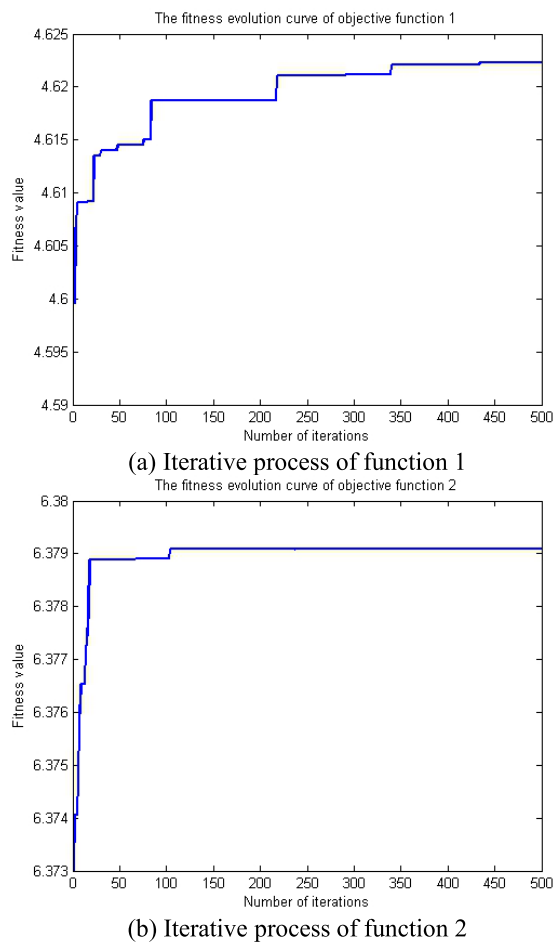 The fitness evolution curve of objective function 1
4.625
4.62
4.615
4.61
4.605
4.6
4.595
4.59
Fitness value
0 50 100 150 200 250 300 350 400 450 500
Number of iterations
(a) Iterative process of function 1
The fitness evolution curve of objective function 2
6.38
6.379
6.378
6.377
6.376
6.375
6.374
6.373
Fitness value
0 50 100 150 200 250 300 350 400 450 500
Number of iterations
(b) Iterative process of function 2